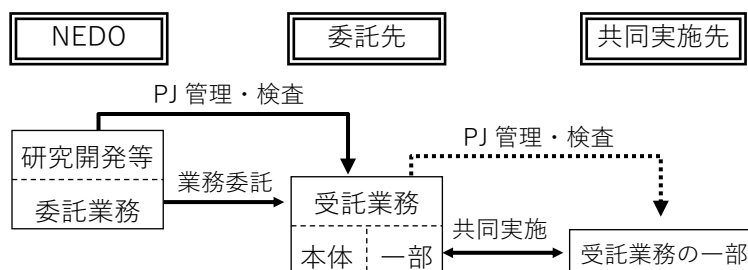 NEDO
委託先
共同実施先
PJ 管理・検査
PJ 管理・検査
研究開発等
業務委託
受託業務
委託業務
共同実施
本体
一部
受託業務の一部